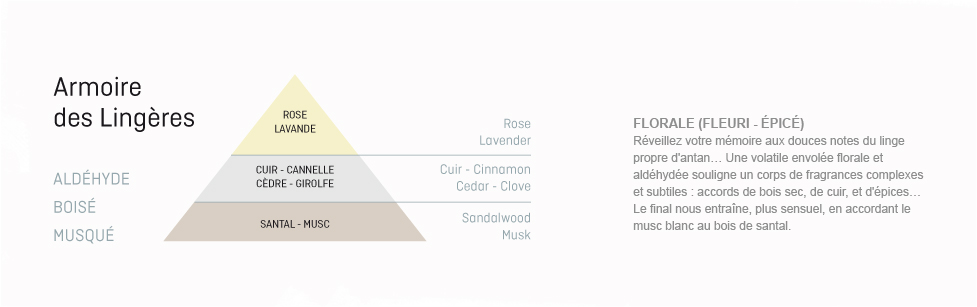 Armoire
des Lingères
ALDÉHYDE
BOISÉ
MUSQUÉ
ROSE
LAVANDE
CUIR - CANNELLE
CÈDRE - GIROLFE
SANTAL - MUSC
Rose
Lavender
Cuir - Cinnamon
Cedar - Clove
Sandalwood
Musk
FLORALE (FLEURI - ÉPICÉ)
Réveillez votre mémoire aux douces notes du linge
propre d'antan… Une volatile envolée florale et
aldéhydée souligne un corps de fragrances complexes
et subtiles : accords de bois sec, de cuir, et d'épices…
Le final nous entraîne, plus sensuel, en accordant le
musc blanc au bois de santal.